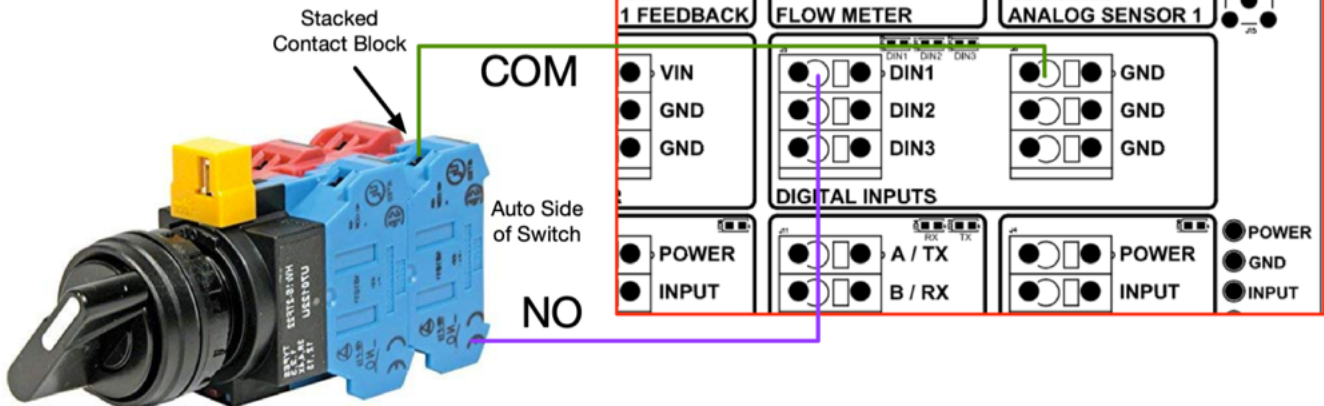 Stacked
Contact Block
COM
Auto Side
of Switch
NO
1 FEEDBACK
FLOW METER
ANALOG SENSOR 1
J15
VIN
GND
GND
DIN1 DIN2 DIN3
DIN1
DIN2
DIN3
DIGITAL INPUTS
GND
GND
GND
POWER
INPUT
J11
RX TX
A / TX
B / RX
POWER
INPUT
POWER
GND
INPUT